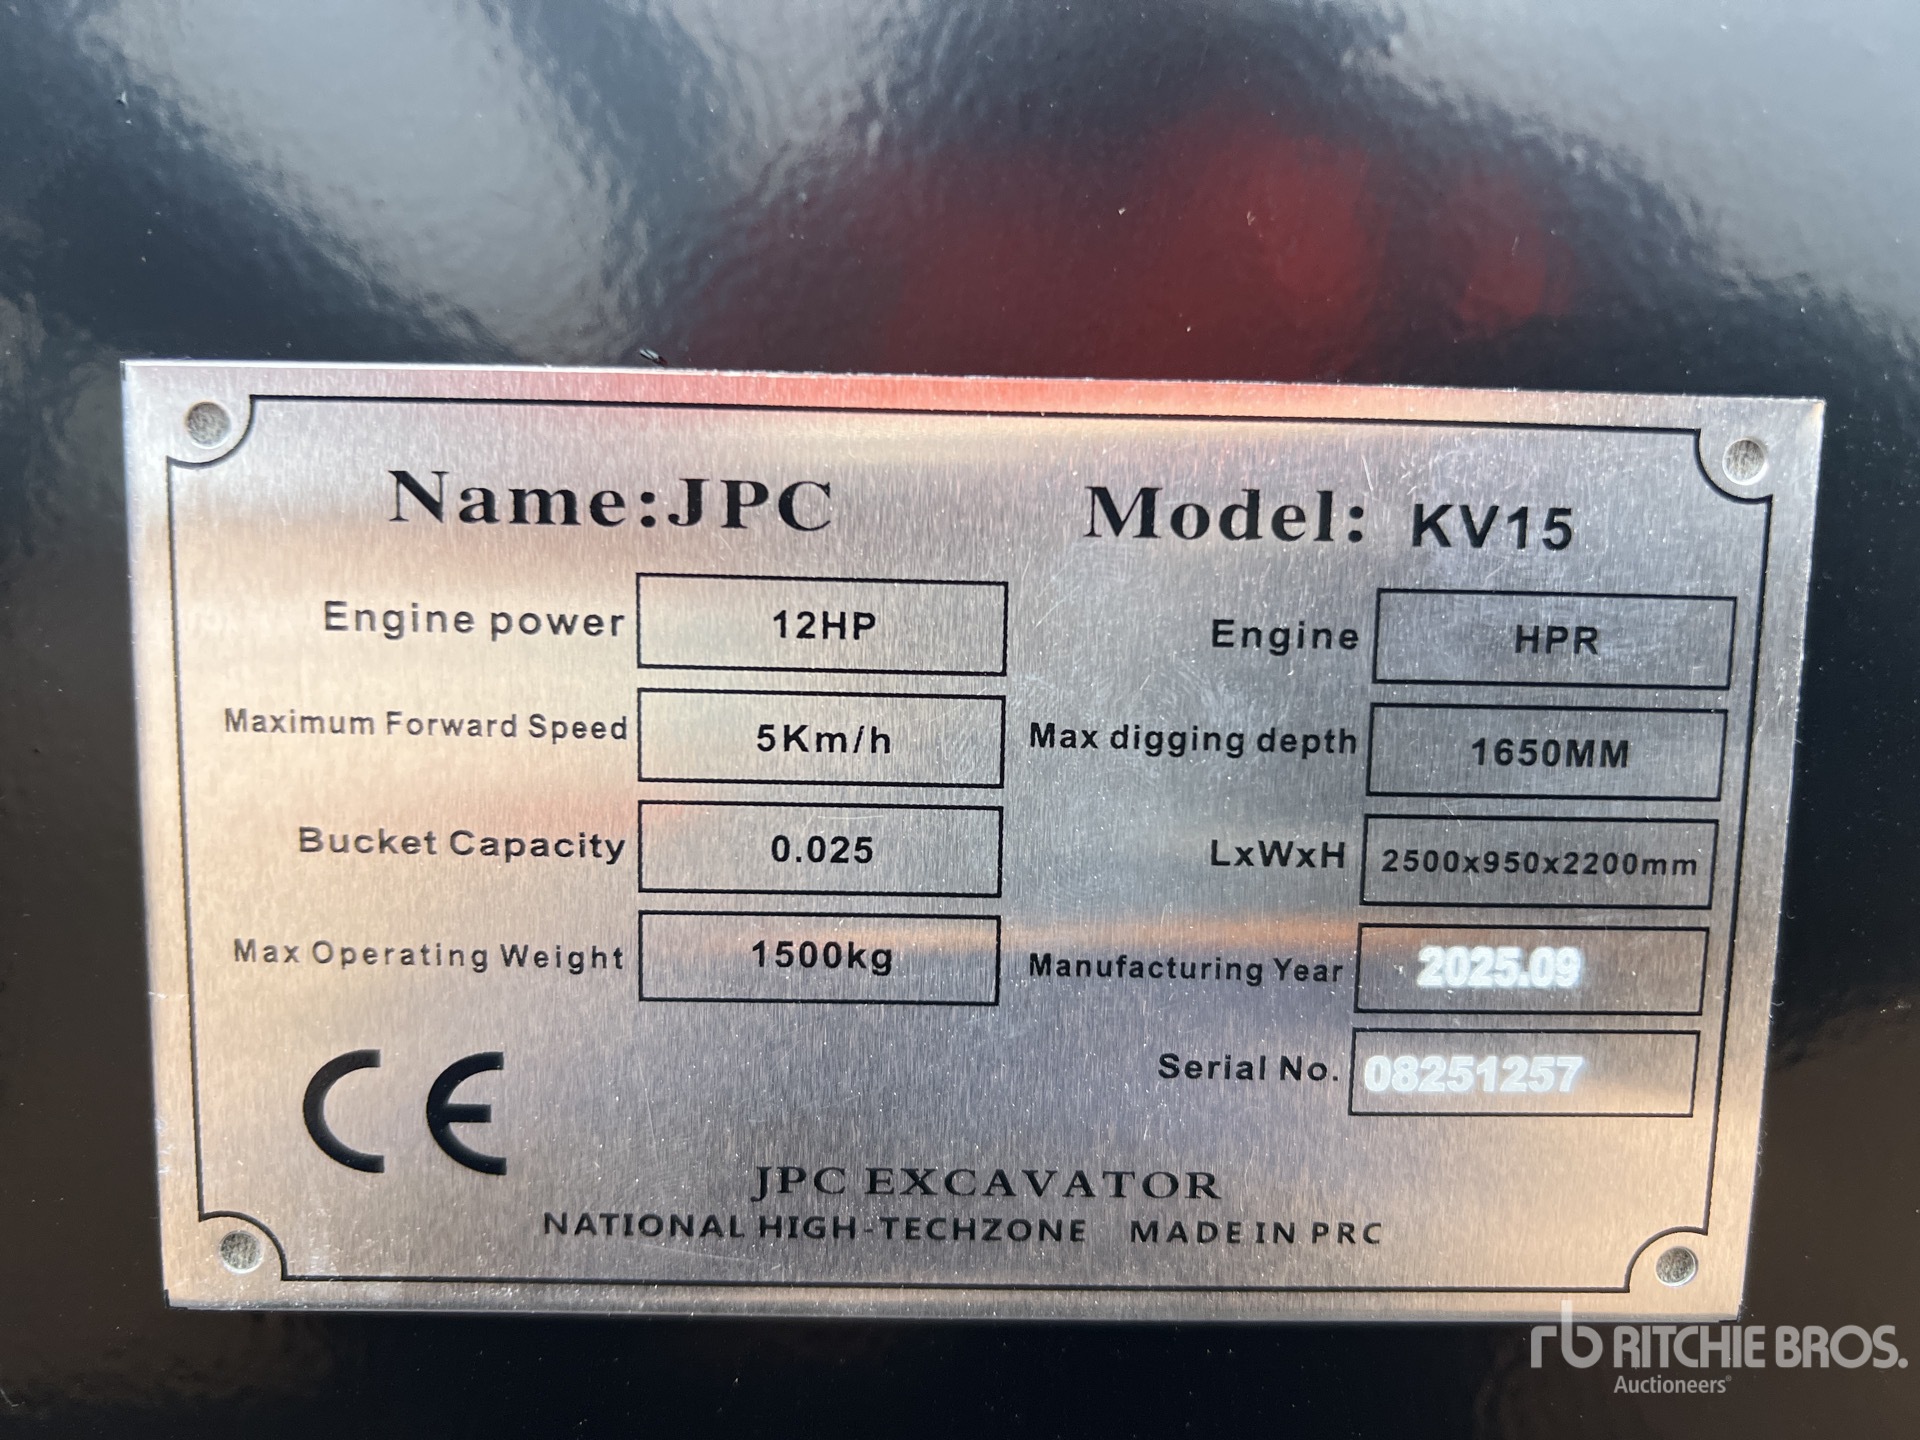 Name:JPC Model: KV15
Engine power 12HP Engine HPR
Maximum Forward Speed 5Km/h Max digging depth 1650MM
Bucket Capacity 0.025 LxWxH 2500x950x2200mm
Max Operating Weight 1500kg Manufacturing Year 2025.09
Serial No. 08251257
CE
JPC EXCAVATOR
NATIONAL HIGH-TECHZONE MADE IN PRC
rb RITCHIE BROS.
Auctioneers®